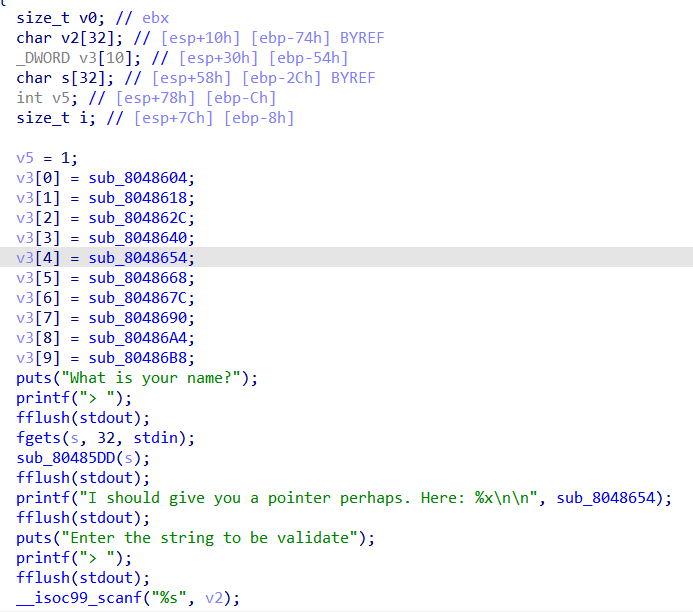 size_t v0; // ebx
char v2[32]; // [esp+10h] [ebp-74h] BYREF
_DWORD v3[10]; // [esp+30h] [ebp-54h]
char s[32]; // [esp+58h] [ebp-2Ch] BYREF
int v5; // [esp+78h] [ebp-Ch]
size_t i; // [esp+7Ch] [ebp-8h]
v5 = 1;
v3[0] = sub_8048604;
v3[1] = sub_8048618;
v3[2] = sub_804862C;
v3[3] = sub_8048640;
v3[4] = sub_8048654;
v3[5] = sub_8048668;
v3[6] = sub_804867C;
v3[7] = sub_8048690;
v3[8] = sub_80486A4;
v3[9] = sub_80486B8;
puts("What is your name?");
printf("> ");
fflush(stdout);
fgets(s, 32, stdin);
sub_80485DD(s);
fflush(stdout);
printf("I should give you a pointer perhaps. Here: %x\n\n", sub_8048654);
fflush(stdout);
puts("Enter the string to be validate");
printf("> ");
fflush(stdout);
__isoc99_scanf("%s", v2);